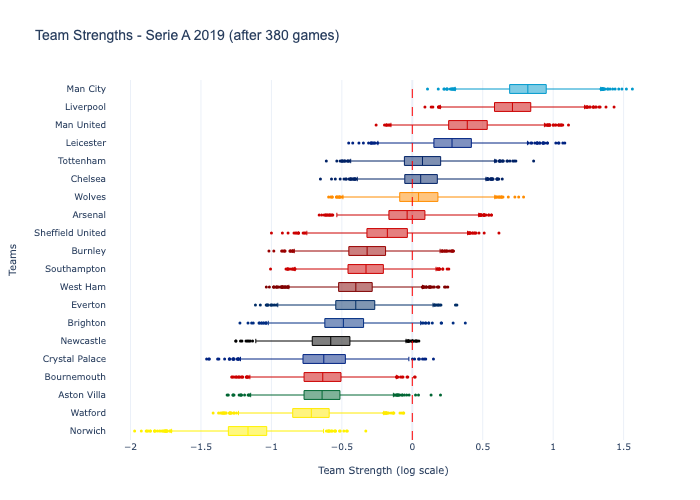 Team Strengths - Serie A 2019 (after 380 games)
Man City
Liverpool
Man United
Leicester
Tottenham
Chelsea
Wolves
Arsenal
Sheffield United
Burnley
Southampton
West Ham
Everton
Brighton
Newcastle
Crystal Palace
Bournemouth
Aston Villa
Watford
Norwich
Teams
−2
−1.5
−1
−0.5
0
0.5
1
1.5
Team Strength (log scale)